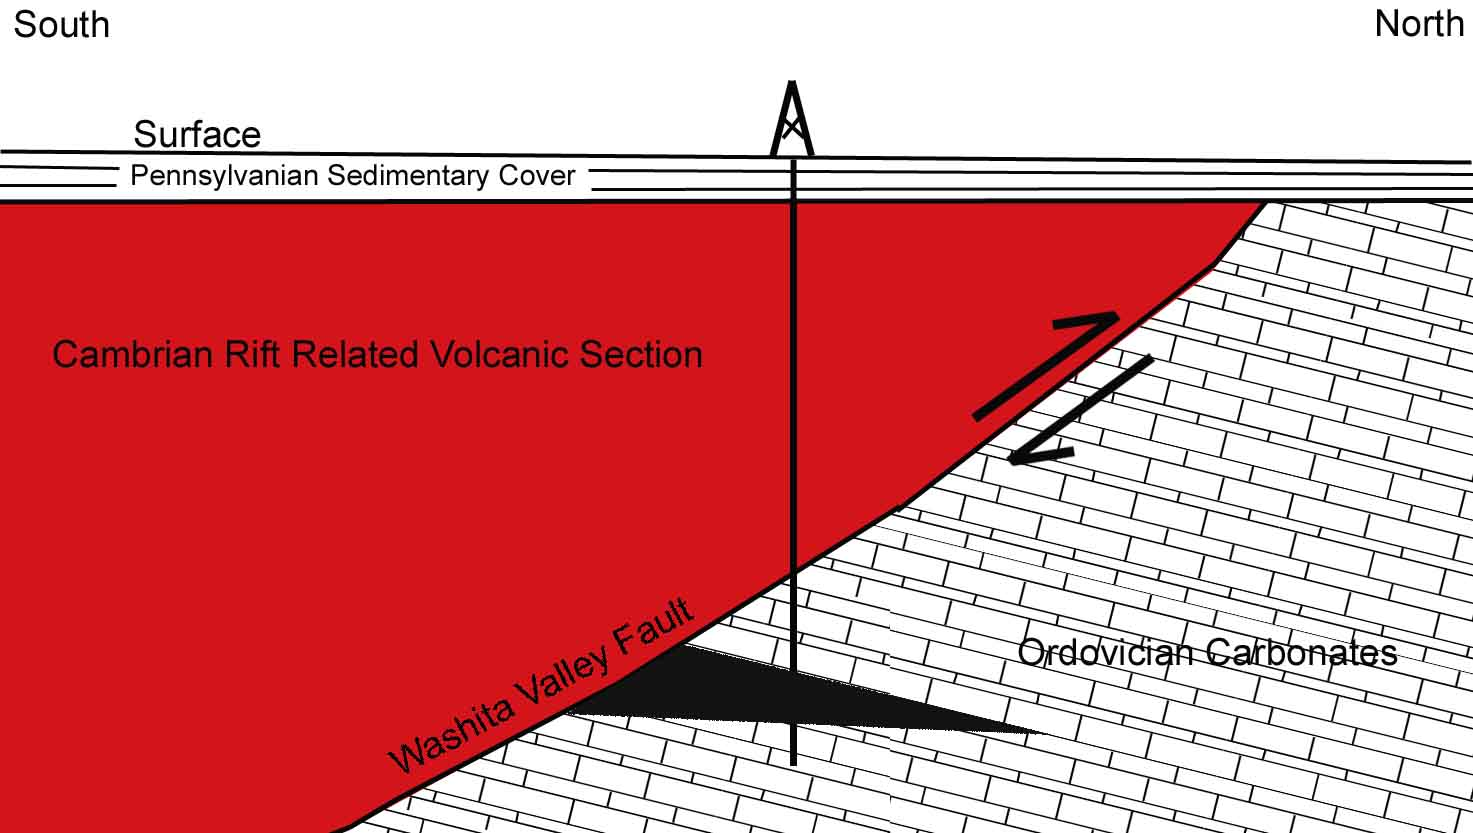 South
North
Surface
Pennsylvanian Sedimentary Cover
Cambrian Rift Related Volcanic Section
Washita Valley Fault
Ordovician Carbonates